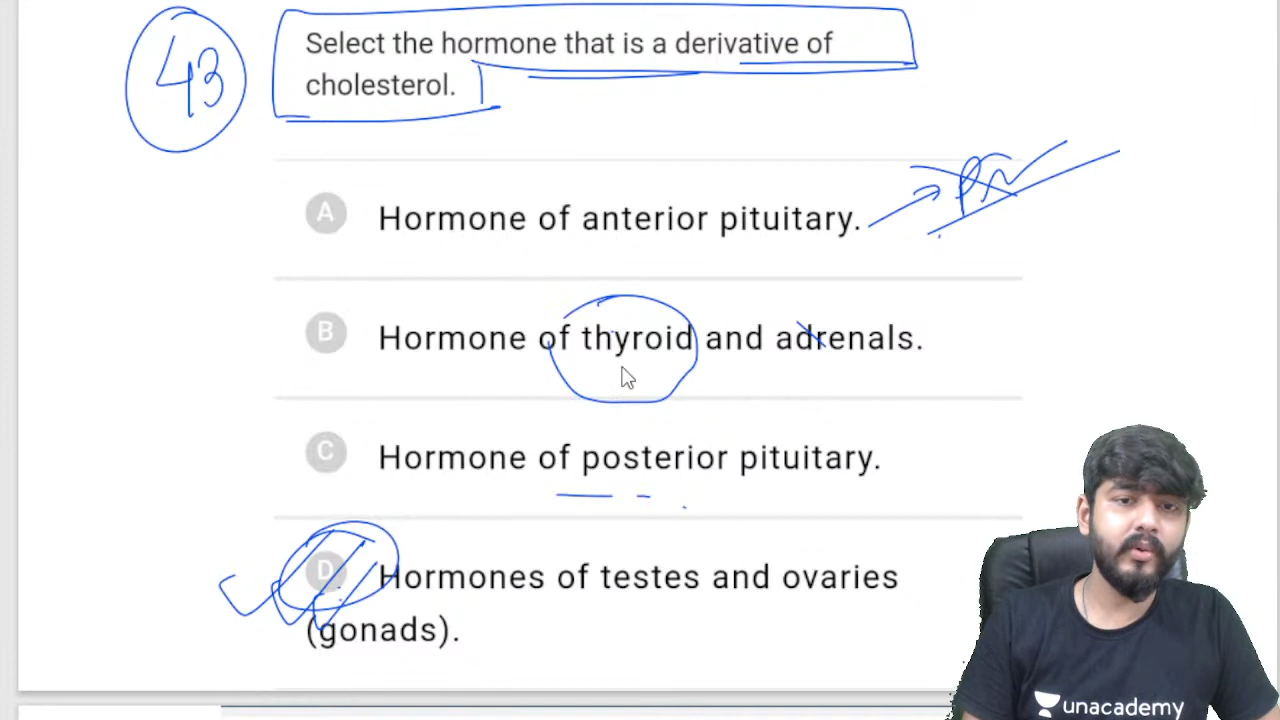 43
Select the hormone that is a derivative of
cholesterol.
A Hormone of anterior pituitary.
B Hormone of thyroid and adrenals.
C Hormone of posterior pituitary.
D Hormones of testes and ovaries
(gonads).
unacademy